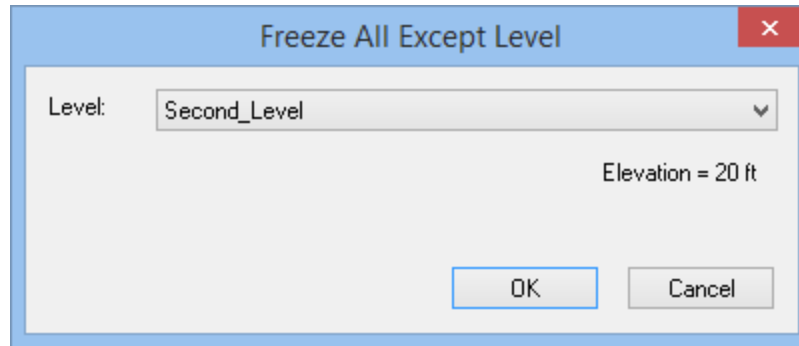 Freeze All Except Level
Level: Second_Level
Elevation = 20 ft
OK Cancel